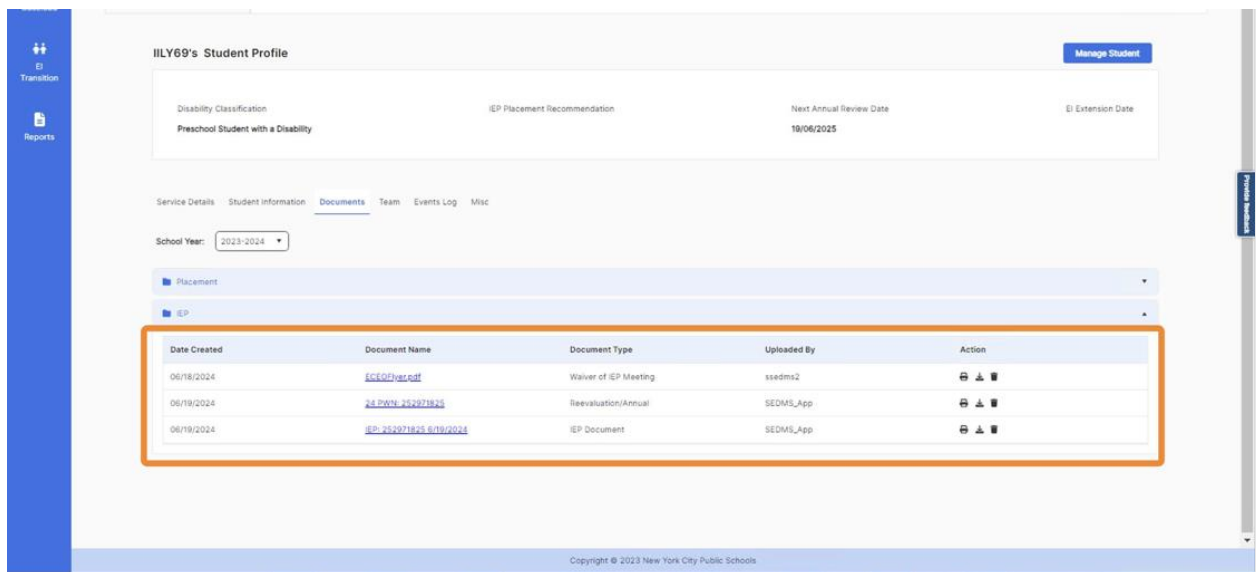 EI
Transition
Reports
IILY69's Student Profile
Manage Student
Disability Classification IEP Placement Recommendation Next Annual Review Date EI Extension Date
Preschool Student with a Disability 19/06/2025
Service Details Student Information Documents Team Events Log Misc
School Year: 2023-2024
Placement
IEP
Date Created Document Name Document Type Uploaded By Action
06/18/2024 ECEOFlyer.pdf Waiver of IEP Meeting ssedms2
06/19/2024 24 PWN: 252971825 Reevaluation/Annual SEDMS_App
06/19/2024 IEP: 252971825 6/19/2024 IEP Document SEDMS_App
Provide feedback
Copyright © 2023 New York City Public Schools